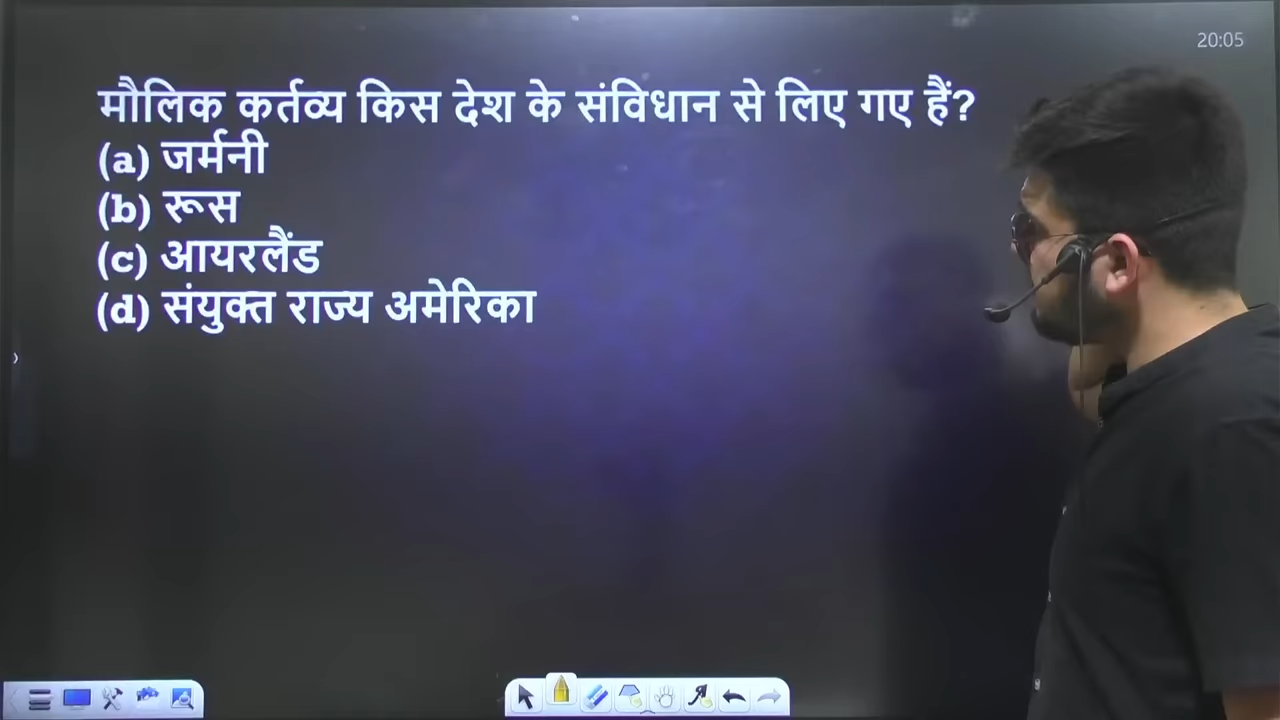 20:05
मौलिक कर्तव्य किस देश के संविधान से लिए गए हैं?
(a) जर्मनी
(b) रूस
(c) आयरलैंड
(d) संयुक्त राज्य अमेरिका